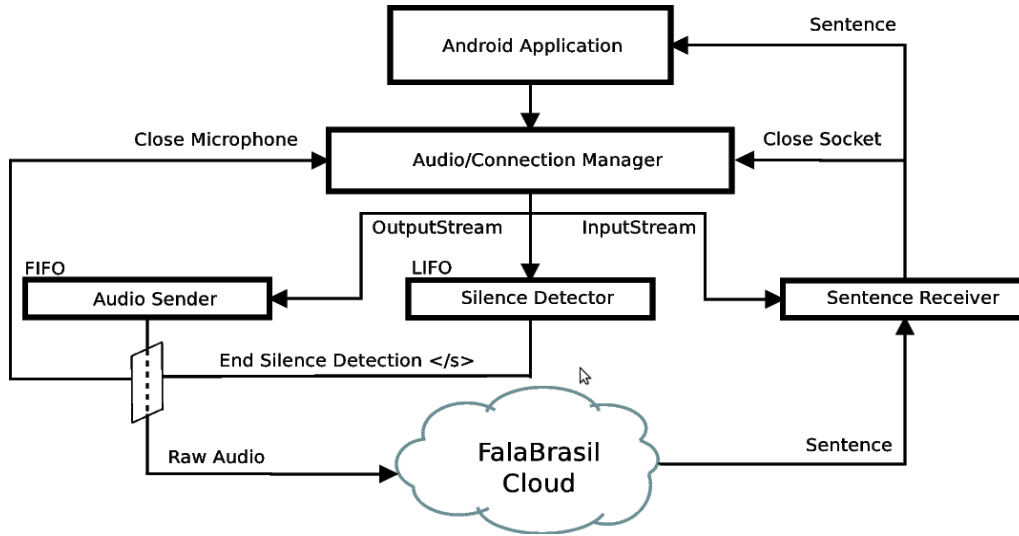 Sentence
Android Application
Close Microphone
Close Socket
Audio/Connection Manager
OutputStream
InputStream
FIFO
LIFO
Audio Sender
Silence Detector
Sentence Receiver
End Silence Detection </s>
FalaBrasil
Cloud
Raw Audio
Sentence